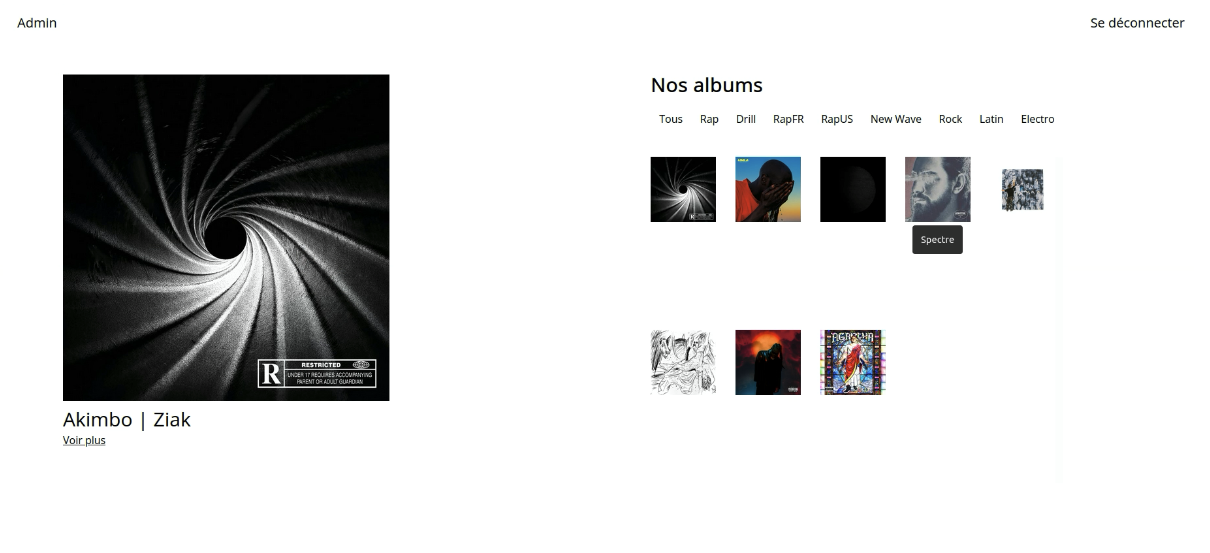 Admin
Se déconnecter
RESTRICTED
R
UNDER 17 REQUIRES ACCOMPANYING
PARENT OR ADULT GUARDIAN
Akimbo | Ziak
Voir plus
Nos albums
Tous Rap Drill RapFR RapUS New Wave Rock Latin Electro
Spectre